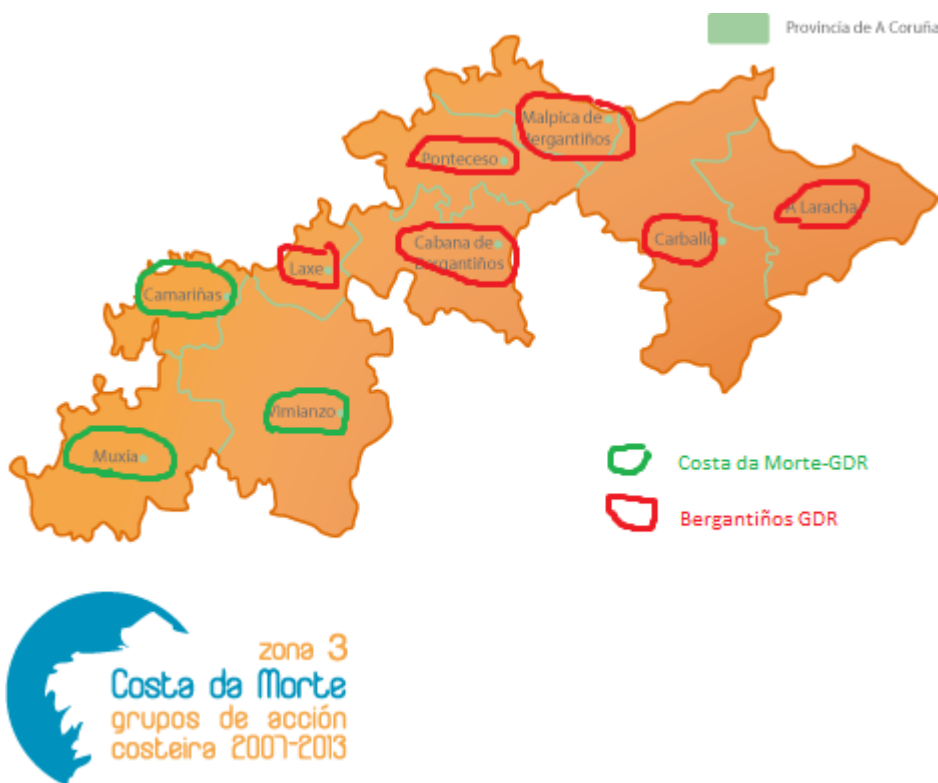 Provincia de A Coruña
Malpica de
Bergantiños
Ponteceso
A Laracha
Carballo
Cabana de
Bergantiños
Laxe
Camariñas
Vimianzo
Muxía
Costa da Morte-GDR
Bergantiños GDR
zona 3
Costa da Morte
grupos de acción
costeira 2007-2013